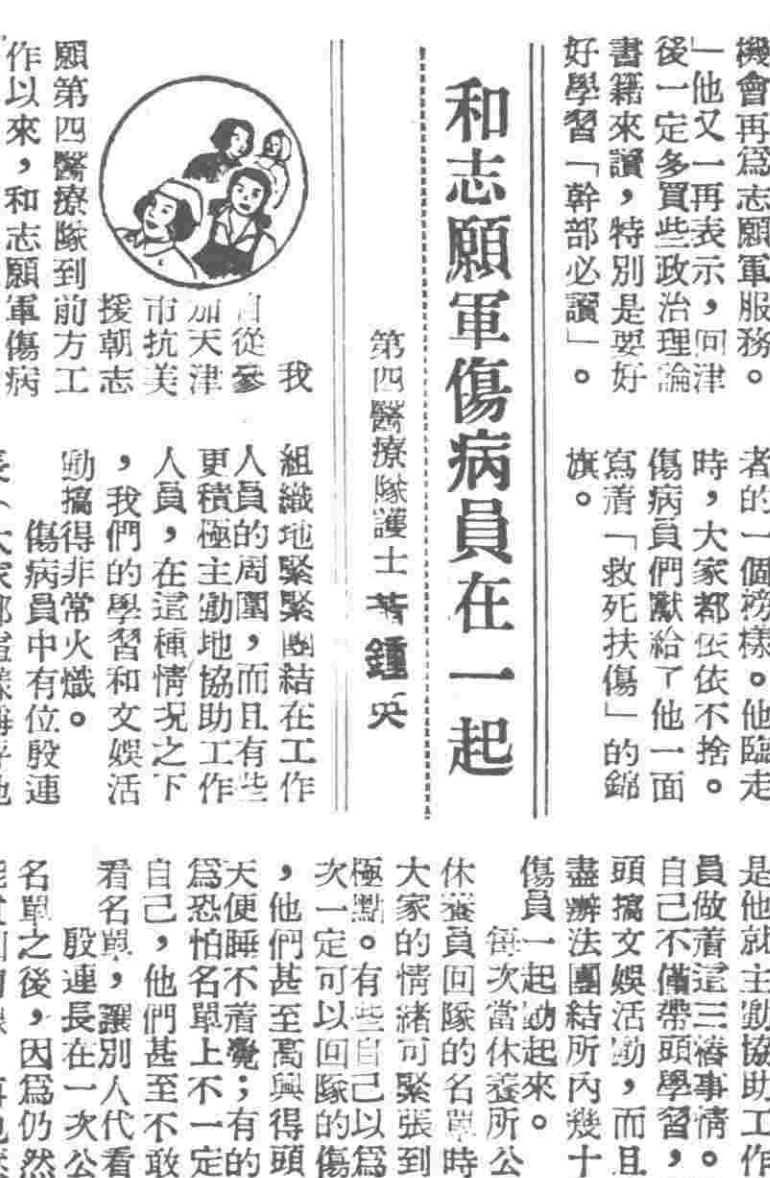 機會再爲志願軍服務。
」他又一再表示，回津
後一定多買些政治理論
書籍來讀，特別是要好
好學習「幹部必讀」。
者的一個榜樣。他臨走
時，大家都依依不捨。
傷病員們獻給了他一面
寫着「救死扶傷」的錦
旗。
和志願軍傷病員在一起
第四醫療隊護士 鍾央
我
自從參
加天津
市抗美
援朝志
願第四醫療隊到前方工
作以來，和志願軍傷病
組織地緊緊團結在工作
人員的周圍，而且有些
更積極主動地協助工作
人員，在這種情況之下
，我們的學習和文娛活
動搞得非常火熾。
傷病員中有位殷連
長（大家都這樣稱呼他
是他就主動協助工作
員做着這三樁事情。
自己不僅帶頭學習，
頭搞文娛活動，而且
盡辦法團結所內幾十
傷員一起動起來。
每次當休養所公
休養員回隊的名單時
大家的情緒可緊張到
極點。有些自己以爲
次一定可以回隊的傷
，他們甚至高興得頭
天便睡不着覺；有的
爲恐怕名單上不一定
自己，他們甚至不敢
看名單，讓別人代看
殷連長在一次公
名單之後，因爲仍然